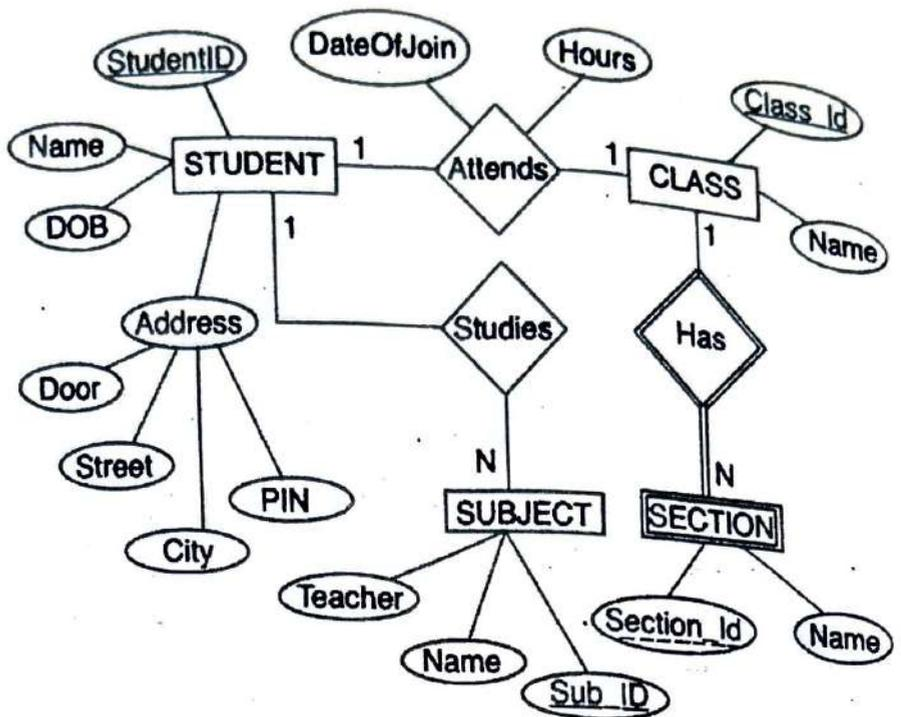 DateOfJoin
Hours
StudentID
Class_Id
Name
STUDENT
1
Attends
1
CLASS
DOB
1
1
Name
Address
Studies
Has
Door
Street
N
N
PIN
SUBJECT
SECTION
City
Teacher
Section_Id
Name
Name
Sub_ID